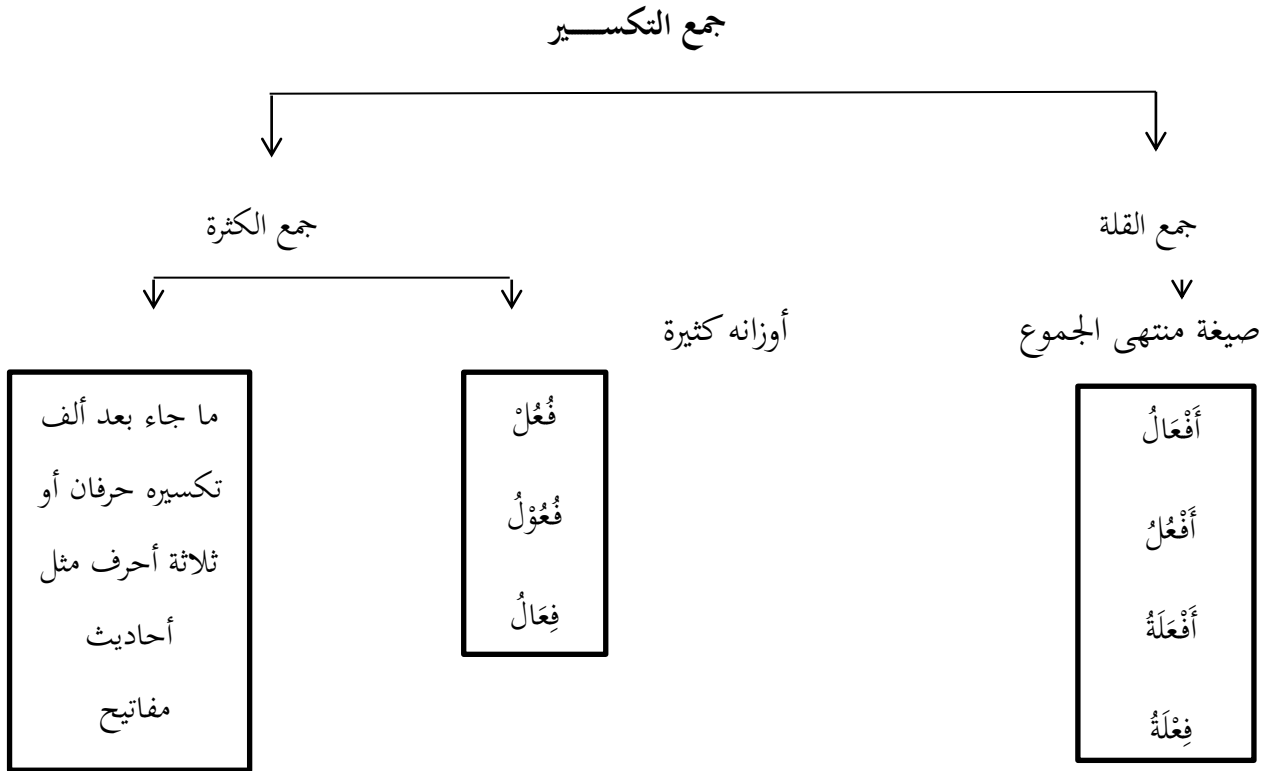 جمع التكســـــير
جمع القلة
جمع الكثرة
صيغة منتهى الجموع
أوزانه كثيرة
أَفْعَالُ
أَفْعُلُ
أَفْعَلَةُ
فِعْلَةُ
فُعُلْ
فُعُوْلُ
فِعَالُ
ما جاء بعد ألف
تكسيره حرفان أو
ثلاثة أحرف مثل
أحاديث
مفاتيح